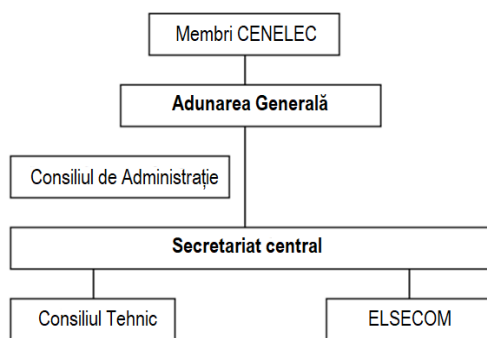 Membri CENELEC
Adunarea Generală
Consiliul de Administrație
Secretariat central
Consiliul Tehnic
ELSECOM